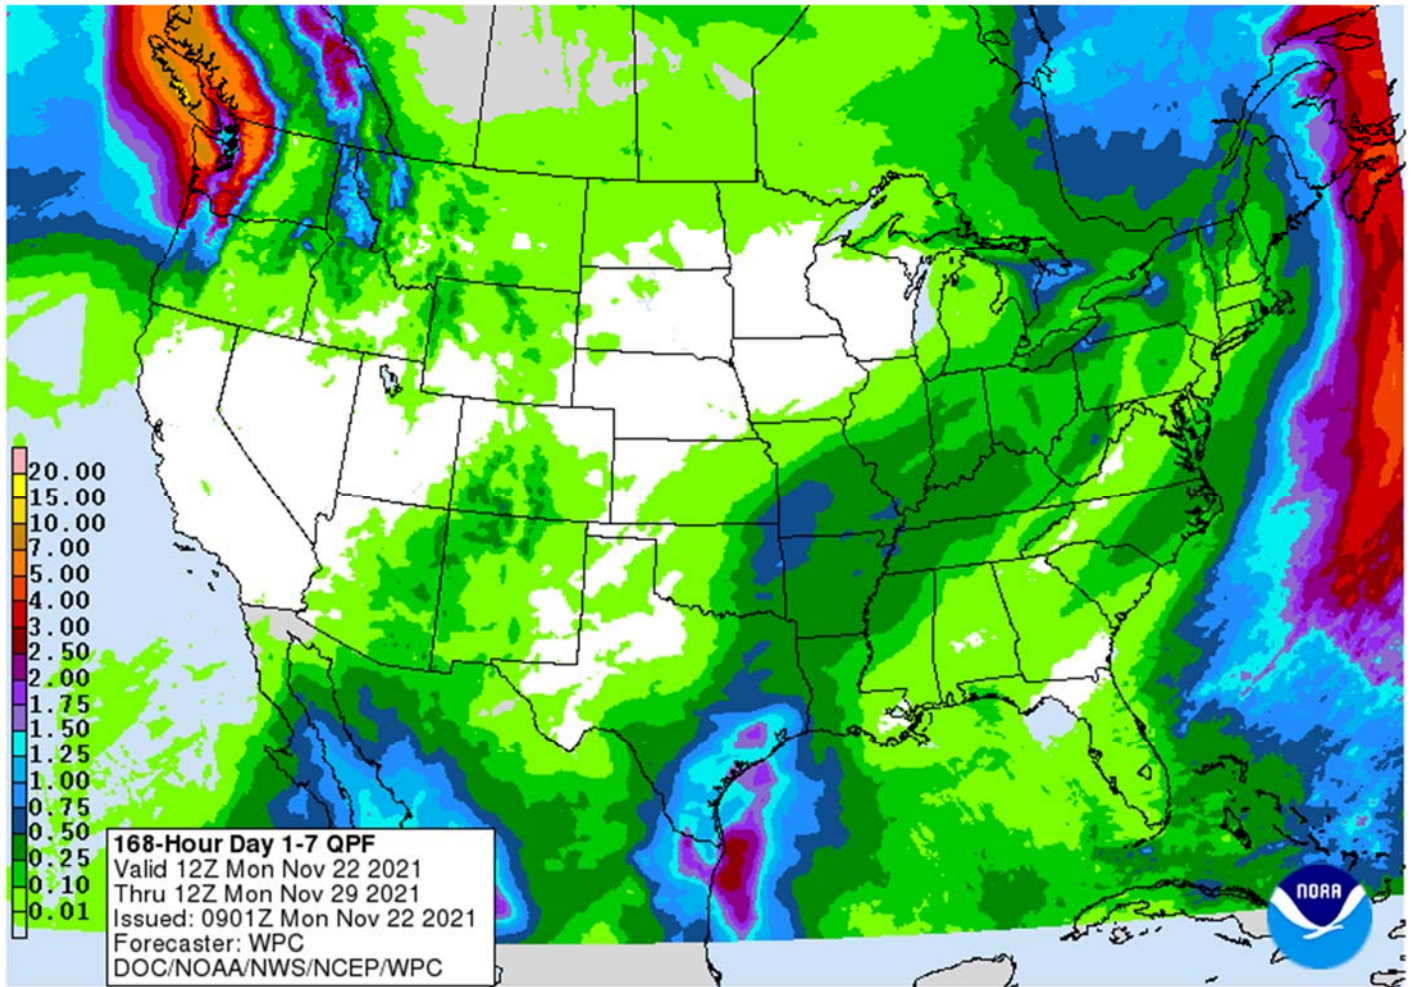 20.00
15.00
10.00
7.00
5.00
4.00
3.00
2.50
2.00
1.75
1.50
1.25
1.00
0.75
0.50
0.25
0.10
0.01
168-Hour Day 1-7 QPF
Valid 12Z Mon Nov 22 2021
Thru 12Z Mon Nov 29 2021
Issued: 0901Z Mon Nov 22 2021
Forecaster: WPC
DOC/NOAA/NWS/NCEP/WPC
NOAA